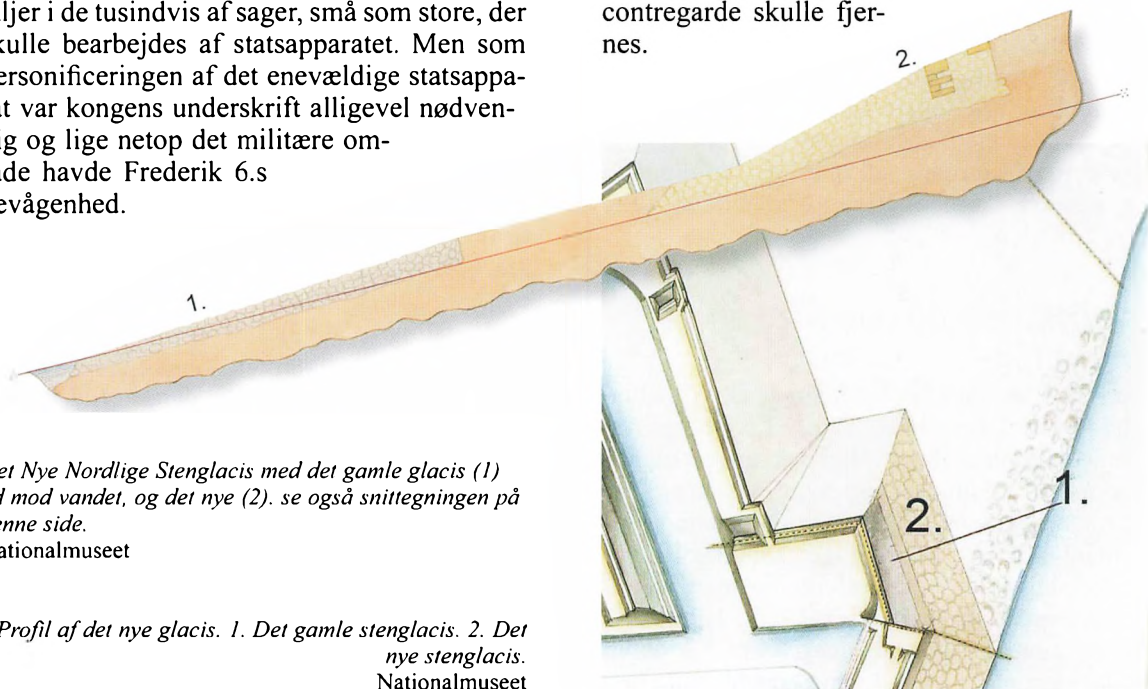 ljer i de tusindvis af sager, små som store, der
kulle bearbejdes af statsapparatet. Men som
ersonificeringen af det enevældige statsappa-
at var kongens underskrift alligevel nødven-
ig og lige netop det militære om-
åde havde Frederik 6.s
evågenhed.
contregarde skulle fjer-
nes.
2.
1.
et Nye Nordlige Stenglacis med det gamle glacis (1)
d mod vandet, og det nye (2). se også snittegningen på
enne side.
ationalmuseet
Profil af det nye glacis. 1. Det gamle stenglacis. 2. Det
nye stenglacis.
Nationalmuseet
1.
2.